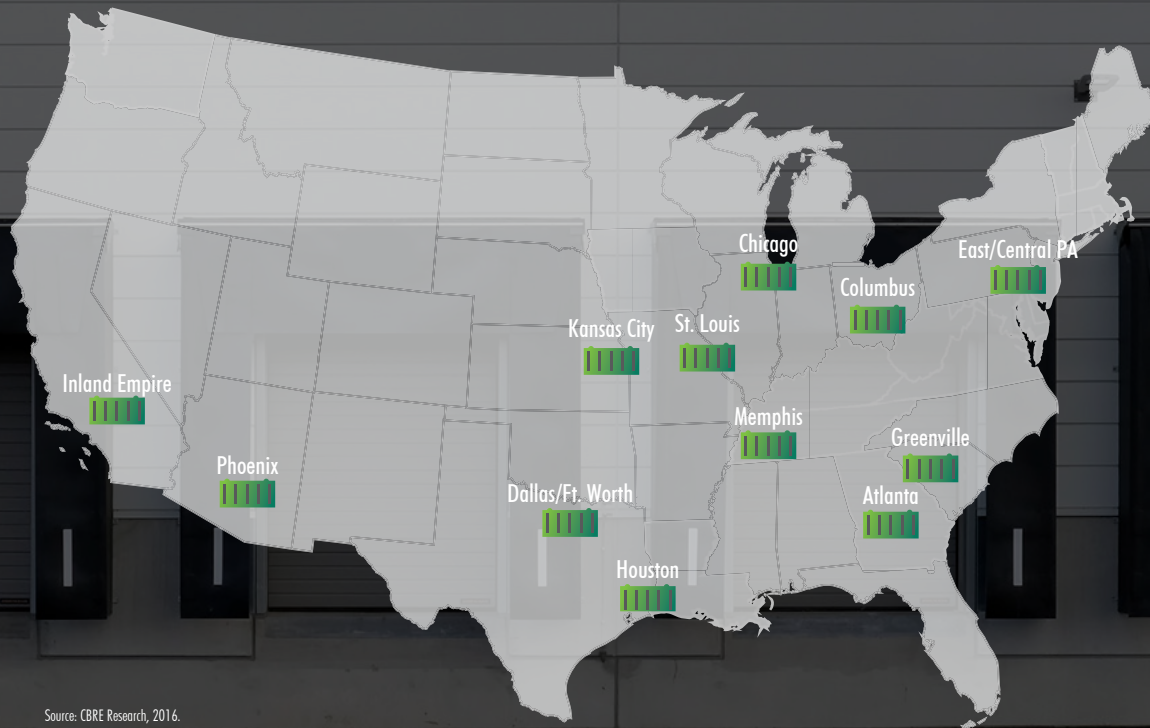 Chicago
East/Central PA
Columbus
Kansas City
St. Louis
Inland Empire
Memphis
Greenville
Phoenix
Dallas/Ft. Worth
Atlanta
Houston
Source: CBRE Research, 2016.